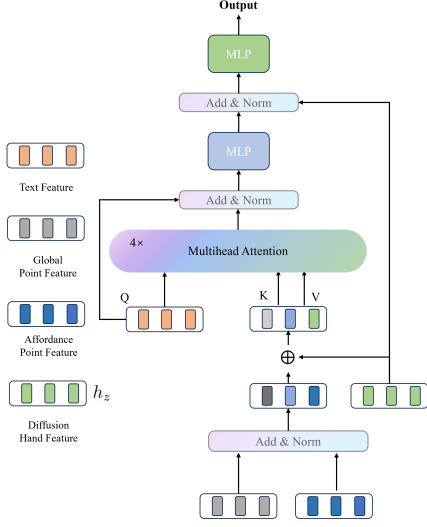 Output
MLP
Add & Norm
MLP
Add & Norm
4×
Multihead Attention
Q
K
V
Text Feature
Global
Point Feature
Affordance
Point Feature
h_z
Diffusion
Hand Feature
Add & Norm